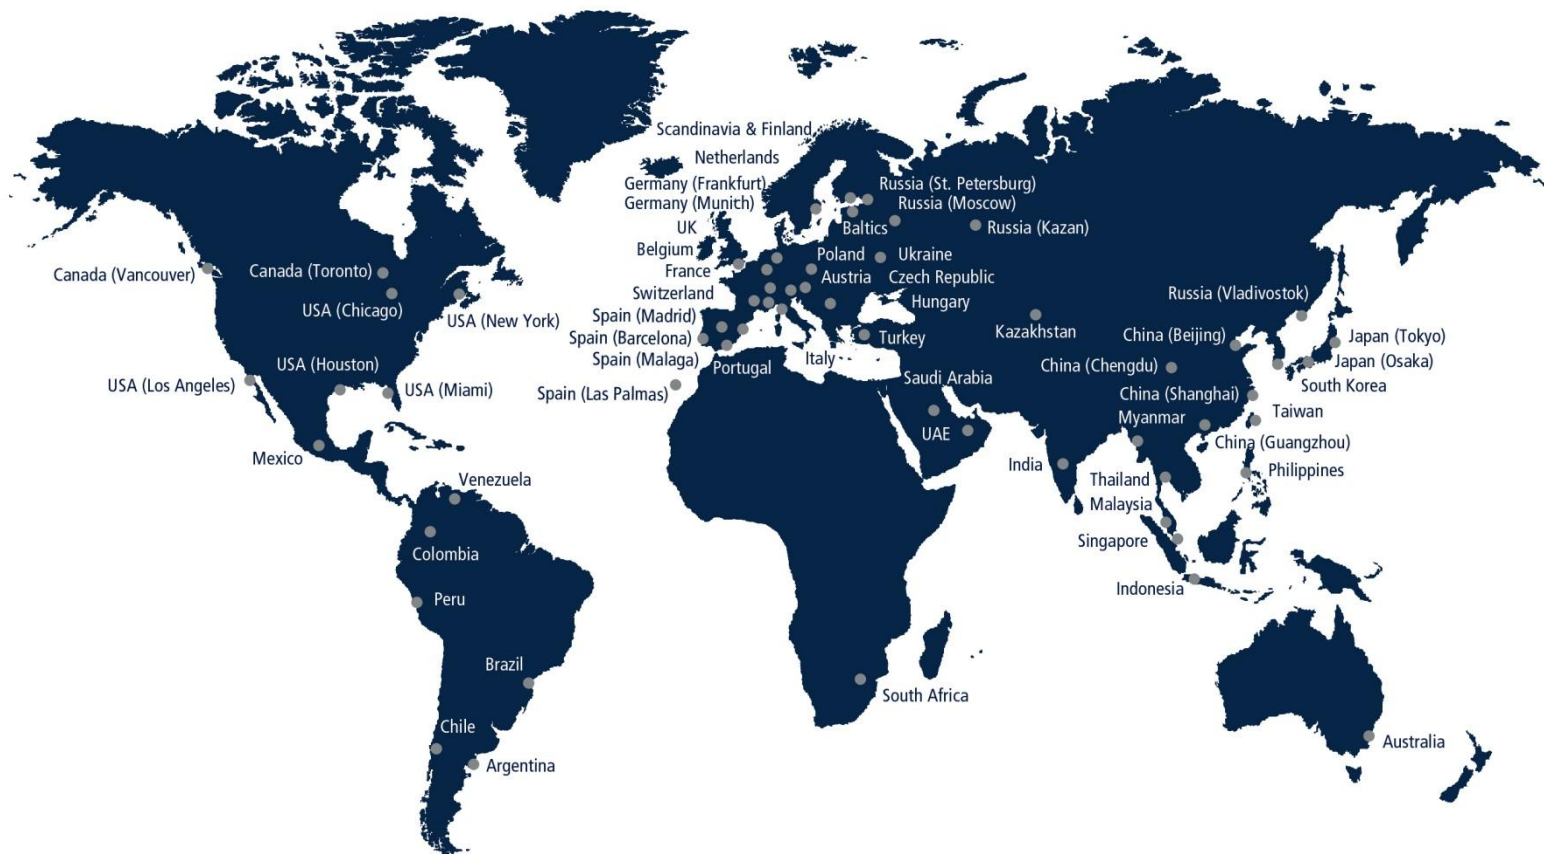 Scandinavia & Finland
Netherlands
Germany (Frankfurt)
Germany (Munich)
UK
Belgium
France
Switzerland
Spain (Madrid)
Spain (Barcelona)
Spain (Malaga)
Spain (Las Palmas)
Portugal
Italy
Russia (St. Petersburg)
Russia (Moscow)
Baltics
Russia (Kazan)
Poland
Ukraine
Austria
Czech Republic
Hungary
Turkey
Kazakhstan
Saudi Arabia
UAE
Canada (Vancouver)
Canada (Toronto)
USA (Chicago)
USA (New York)
USA (Houston)
USA (Los Angeles)
USA (Miami)
Mexico
Venezuela
Colombia
Peru
Brazil
Chile
Argentina
South Africa
Russia (Vladivostok)
China (Beijing)
Japan (Tokyo)
China (Chengdu)
Japan (Osaka)
South Korea
China (Shanghai)
Taiwan
Myanmar
China (Guangzhou)
India
Philippines
Thailand
Malaysia
Singapore
Indonesia
Australia